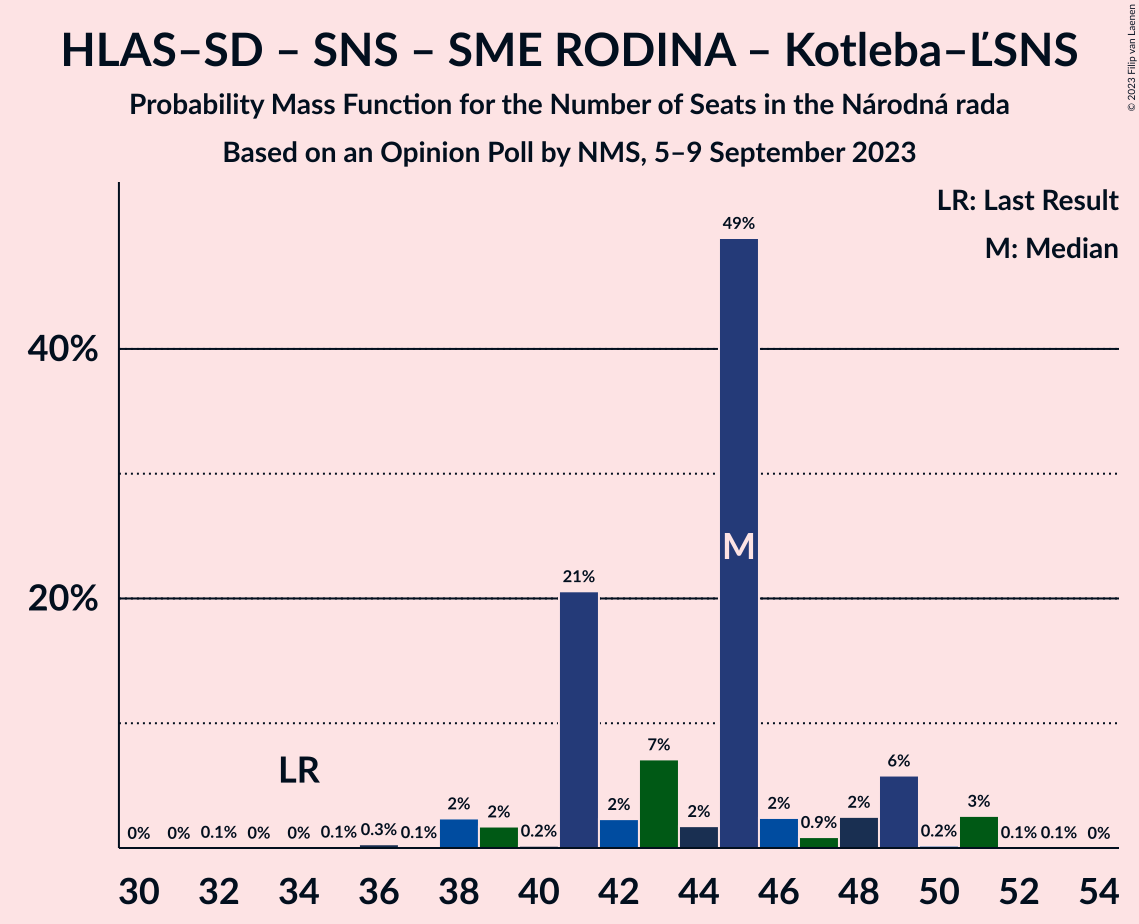 HLAS–SD – SNS – SME RODINA – Kotleba–ĽSNS
Probability Mass Function for the Number of Seats in the Národná rada
Based on an Opinion Poll by NMS, 5–9 September 2023
© 2023 Filip van Laenen
LR: Last Result
M: Median
49%
40%
M
21%
20%
7%
LR
6%
0% 0% 0.1% 0% 0% 0.1% 0.3% 0.1% 2% 2% 0.2% 2% 2% 2% 0.9% 2% 0.2% 3% 0.1% 0.1% 0%
30 32 34 36 38 40 42 44 46 48 50 52 54